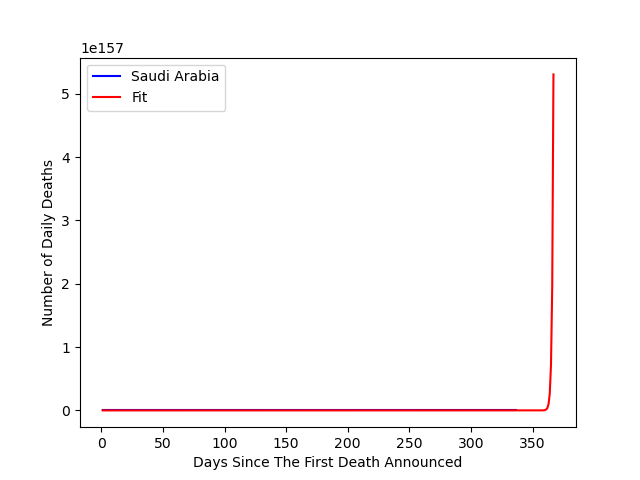 1e157
Saudi Arabia
Fit
5
4
3
2
1
0
Number of Daily Deaths
0 50 100 150 200 250 300 350
Days Since The First Death Announced